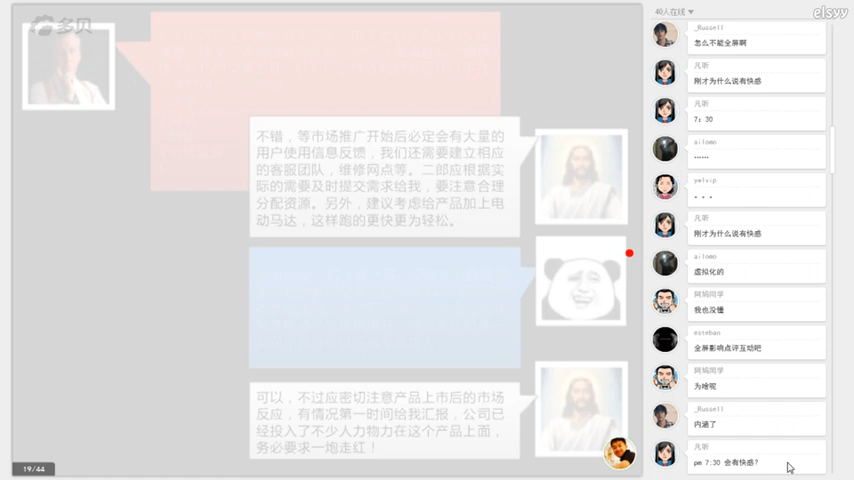 多贝
不错，等市场推广开始后必定会有大量的
用户使用信息反馈，我们还需要建立相应
的客服团队，维修网点等。二郎应根据实
际的需要及时提交需求给我，要注意合理
分配资源。另外，建议考虑给产品加上电
动马达，这样跑的更快更为轻松。
可以，不过应密切注意产品上市后的市场
反应，有情况第一时间给我汇报，公司已
经投入了不少人力物力在这个产品上面，
务必要求一炮走红！
19/44
40人在线
elsyy
_Russell
怎么不能全屏啊
凡昕
刚才为什么说有快感
凡昕
7：30
ailomo
……
ymlvip
。。。
凡昕
刚才为什么说有快感
ailomo
虚拟化的
阿鸠同学
我也没懂
esteban
全屏影响点评互动吧
阿鸠同学
为啥呢
_Russell
内涵了
凡昕
pm 7:30 会有快感？